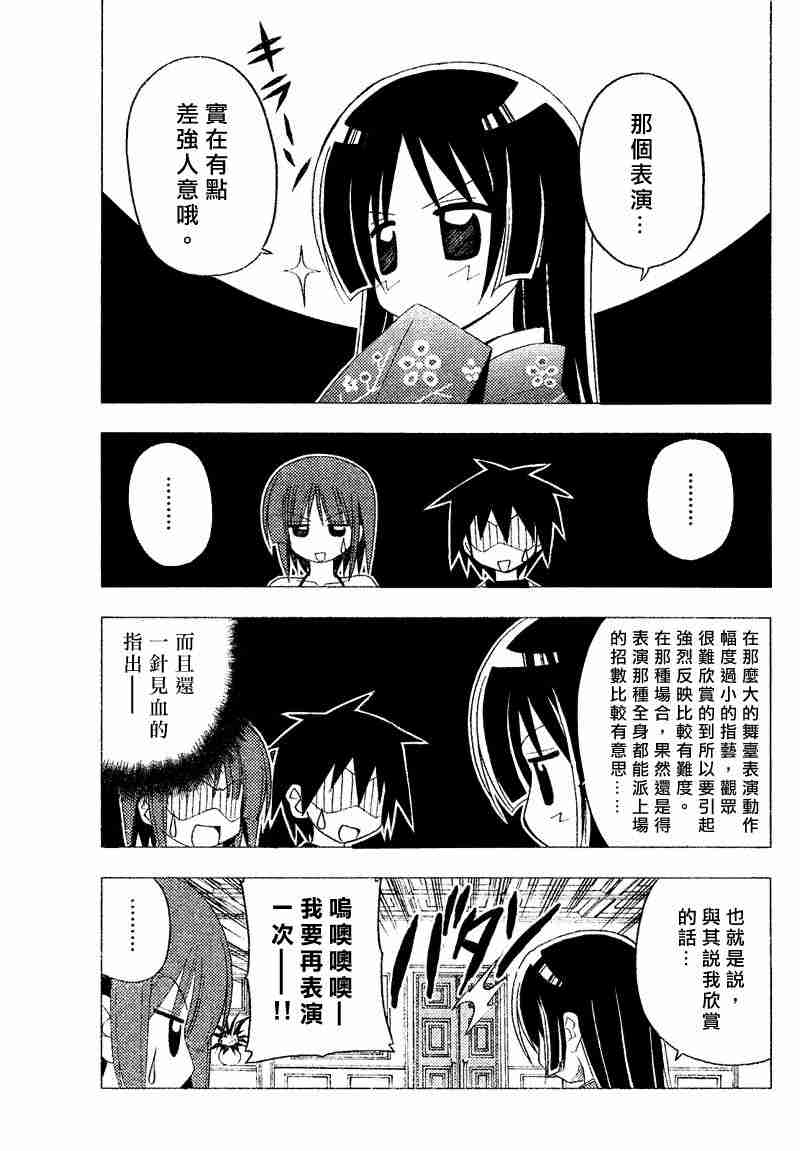 那個表演…
實在有點
差強人意哦。
キラーン
………
………
在那麼大的舞臺表演動作
幅度過小的指藝，觀眾
很難欣賞的到所以要引起
強烈反映比較有難度。
在那種場合，果然還是得
表演那種全身都能派上場
的招數比較有意思……
而且還
一針見血的
指出——
也就是説，
與其說我欣賞
的話…
バタン
嗚噢噢噢—
我要再表演
一次——!!
………